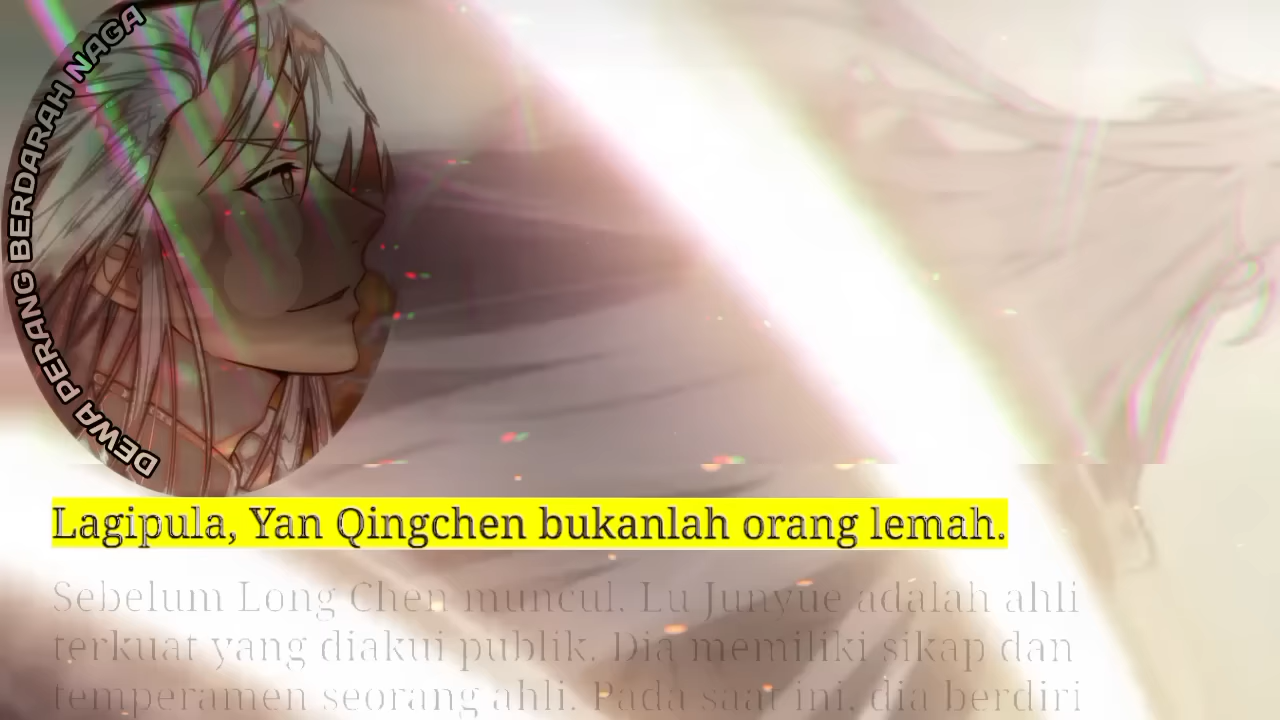 DEWA PERANG BERDARAH NAGA
Lagipula, Yan Qingchen bukanlah orang lemah.
Sebelum Long Chen muncul, Lu Junyue adalah ahli
terkuat yang diakui publik. Dia memiliki sikap dan
temperamen seorang ahli. Pada saat ini, dia berdiri